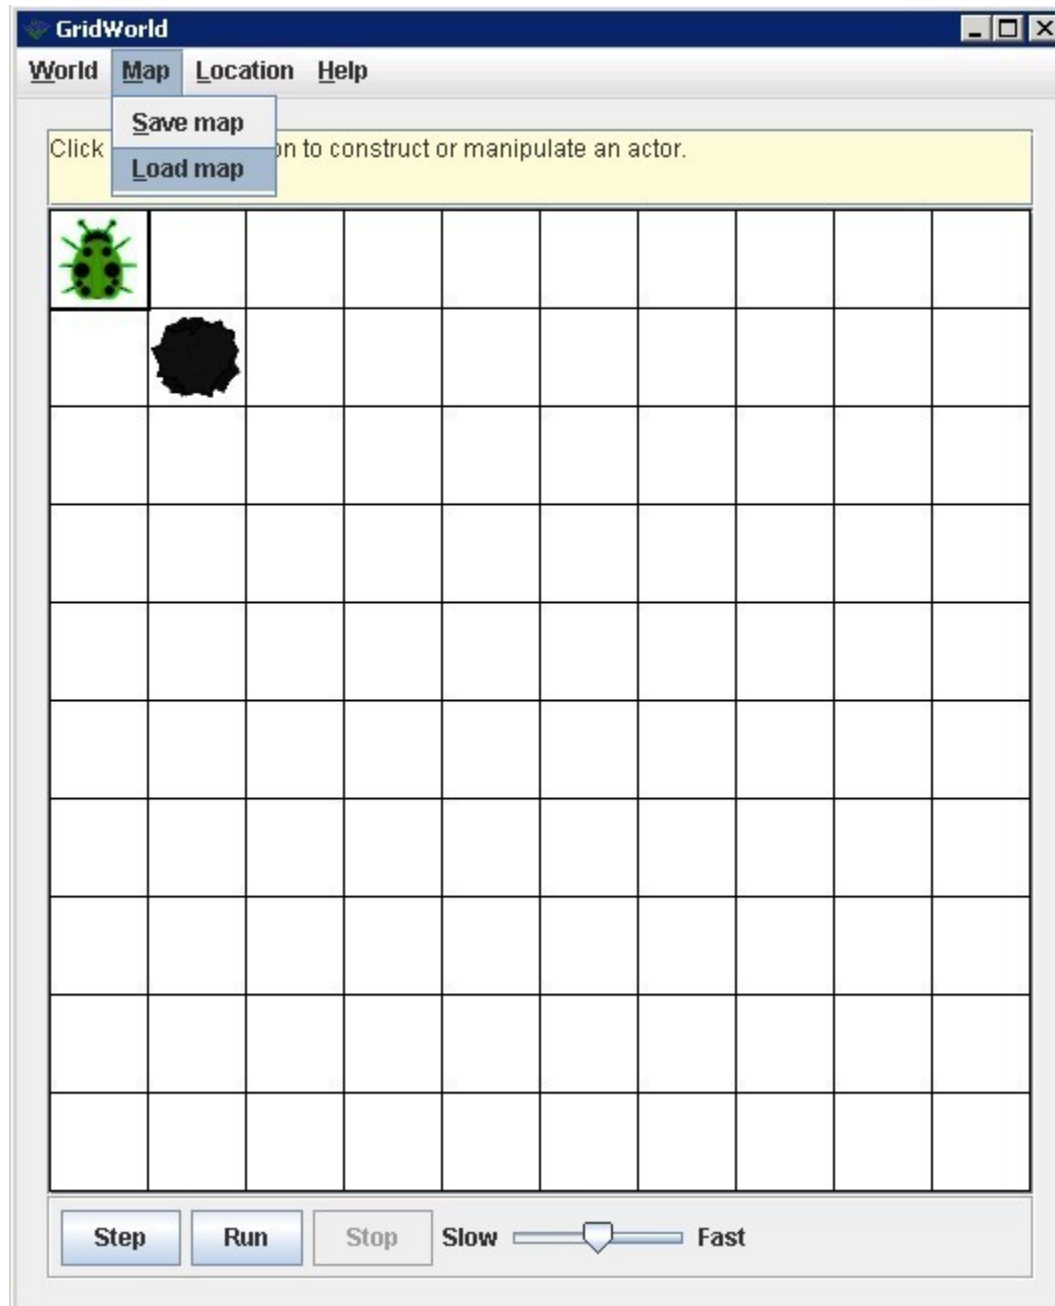 GridWorld
World Map Location Help
Save map
Load map
Click on to construct or manipulate an actor.
Step Run Stop Slow Fast